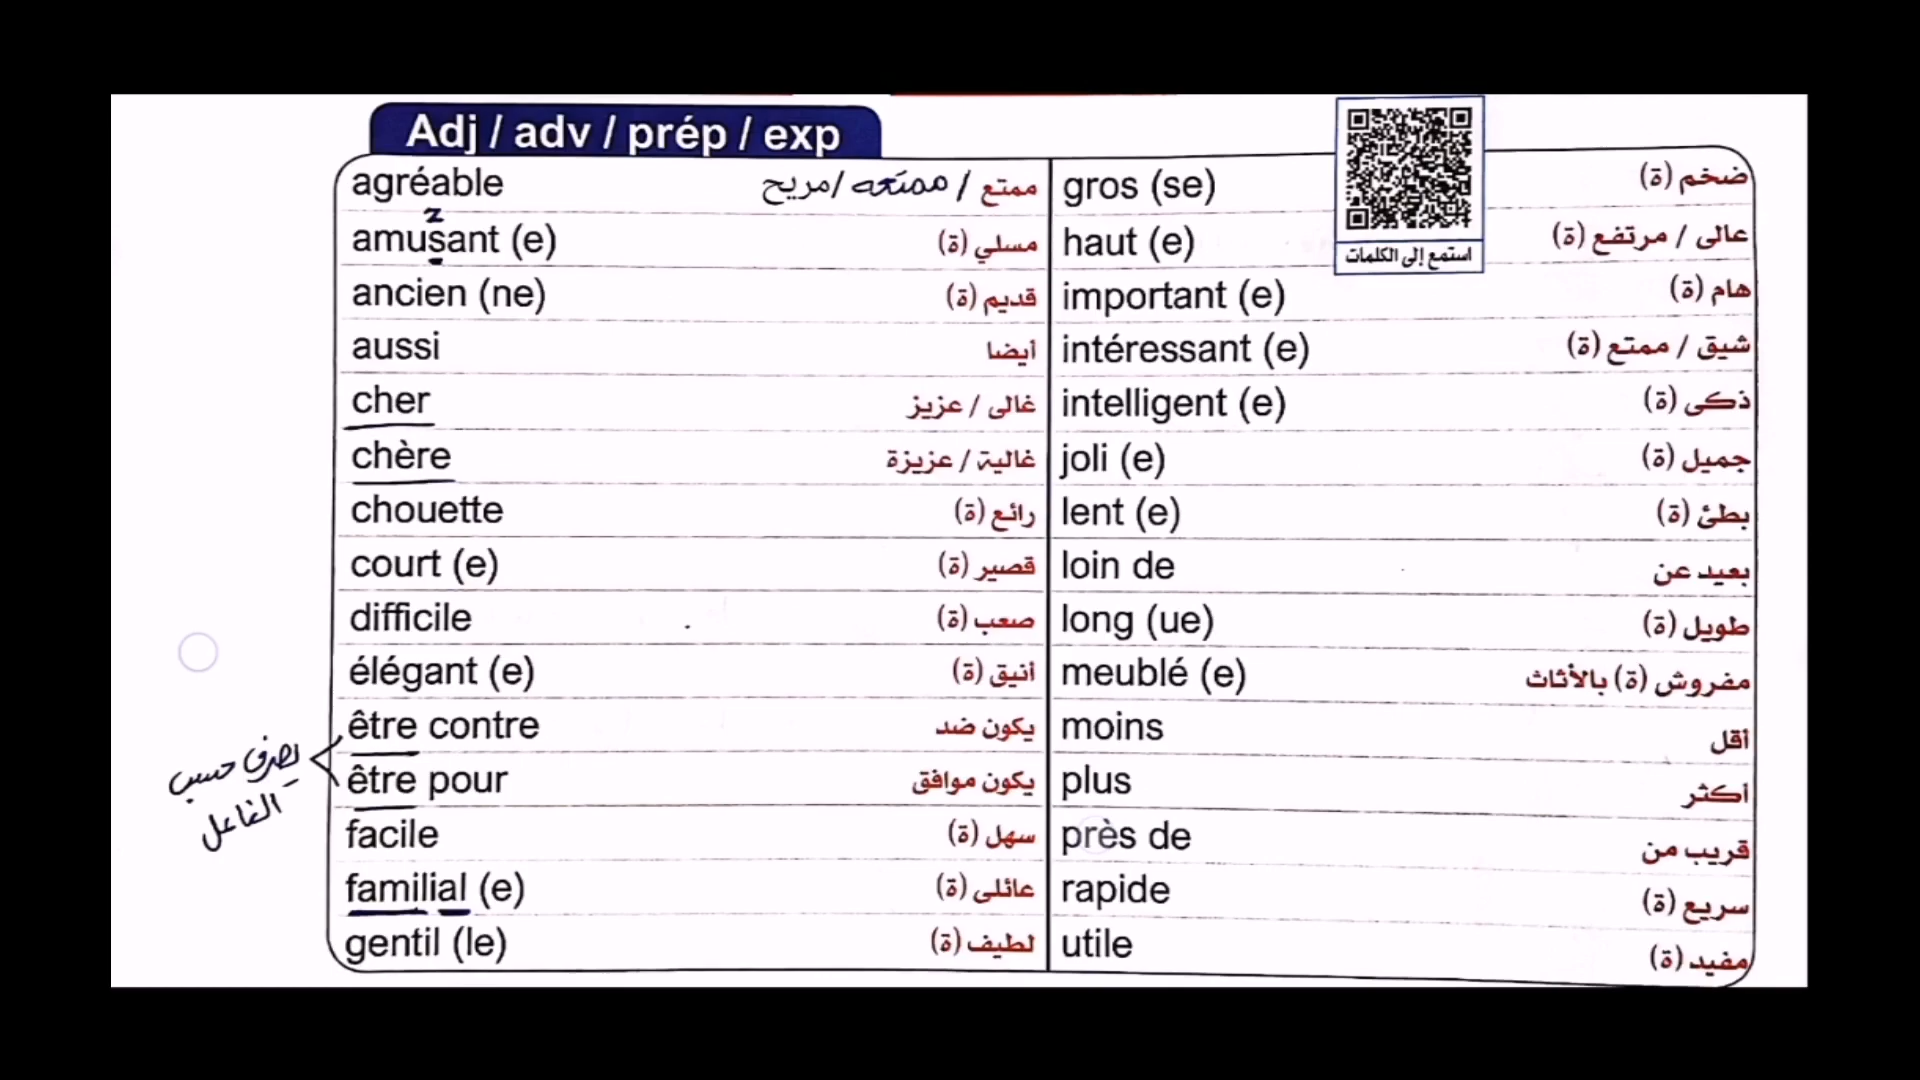 Adj / adv / prép / exp
agréable ممتع / ممتعه / مريح
z
amusant (e) مسلي (ة)
ancien (ne) قديم (ة)
aussi أيضا
cher غالى / عزيز
chère غالية / عزيزة
chouette رائع (ة)
court (e) قصير (ة)
difficile صعب (ة)
élégant (e) أنيق (ة)
être contre يكون ضد
être pour يكون موافق
يصرف حسب
الفاعل
facile سهل (ة)
familial (e) عائلى (ة)
gentil (le) لطيف (ة)
gros (se) ضخم (ة)
haut (e) عالى / مرتفع (ة)
استمع إلى الكلمات
important (e) هام (ة)
intéressant (e) شيق / ممتع (ة)
intelligent (e) ذكى (ة)
joli (e) جميل (ة)
lent (e) بطئ (ة)
loin de بعيد عن
long (ue) طويل (ة)
meublé (e) مفروش (ة) بالأثاث
moins أقل
plus أكثر
près de قريب من
rapide سريع (ة)
utile مفيد (ة)